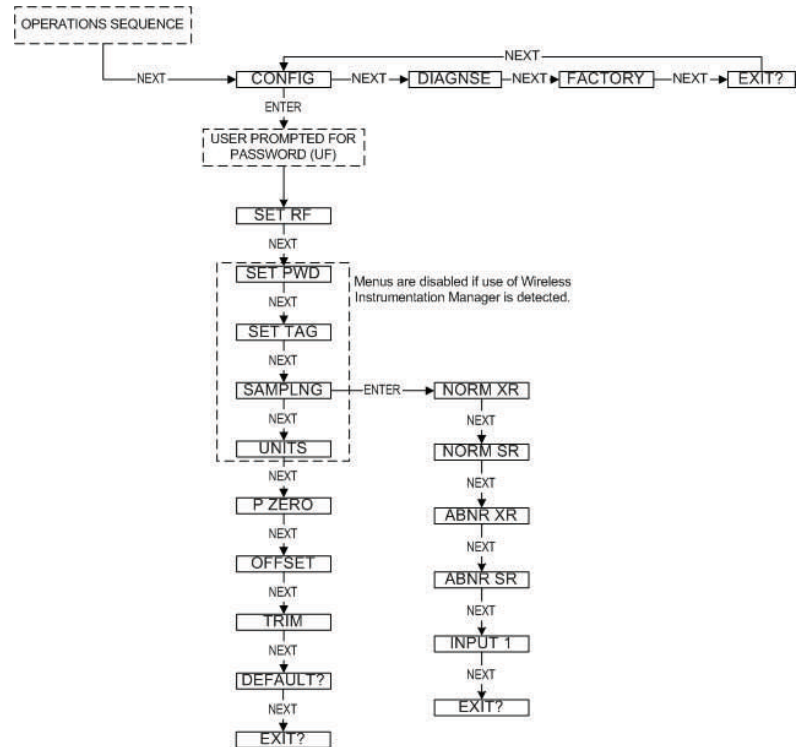 OPERATIONS SEQUENCE
NEXT
NEXT
CONFIG
NEXT
DIAGNSE
NEXT
FACTORY
NEXT
EXIT?
ENTER
USER PROMPTED FOR
PASSWORD (UF)
SET RF
NEXT
SET PWD
Menus are disabled if use of Wireless
Instrumentation Manager is detected.
NEXT
SET TAG
NEXT
SAMPLNG
ENTER
NORM XR
NEXT
NEXT
UNITS
NORM SR
NEXT
NEXT
P ZERO
ABNR XR
NEXT
NEXT
OFFSET
ABNR SR
NEXT
NEXT
TRIM
INPUT 1
NEXT
NEXT
DEFAULT?
EXIT?
NEXT
EXIT?